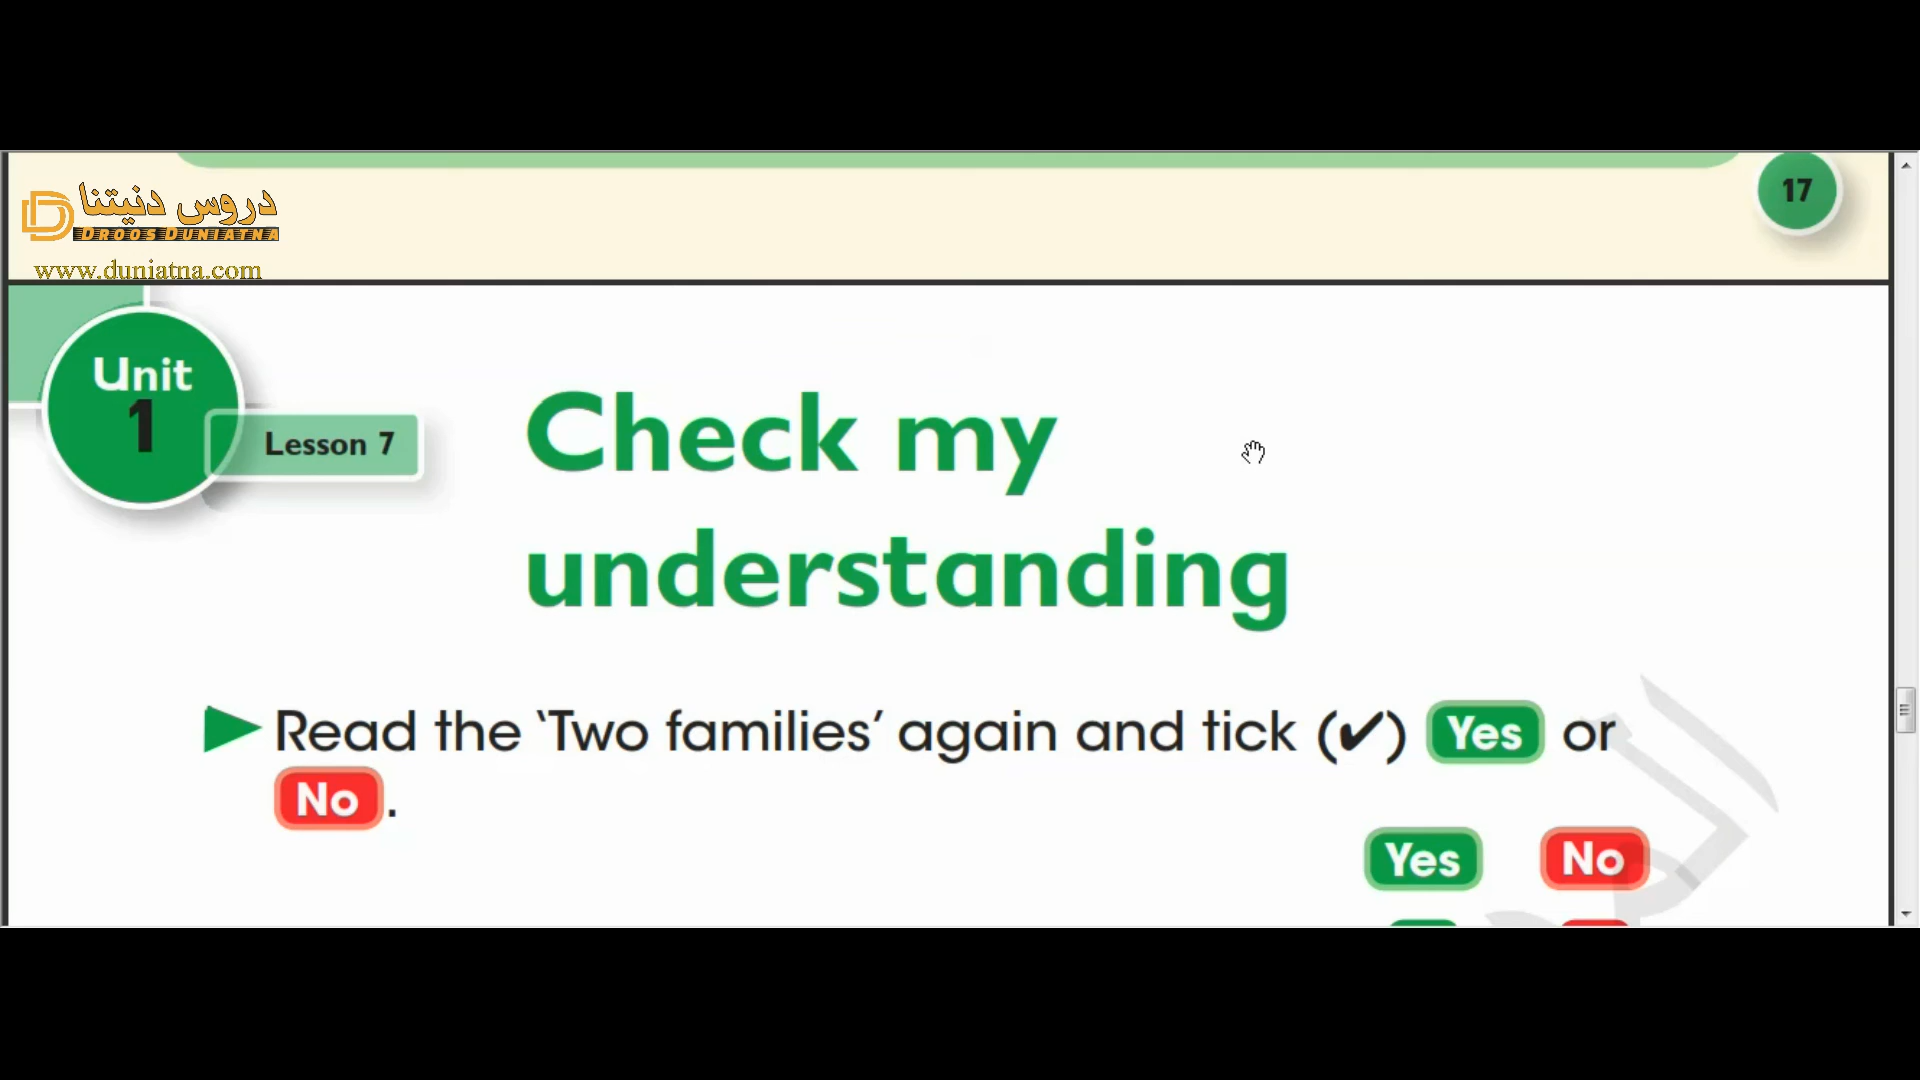 17
دروس دنيتنا
DROOS DUNIATNA
www.duniatna.com
Unit
1
Lesson 7
Check my
understanding
Read the ‘Two families’ again and tick (✔) Yes or
No .
Yes No